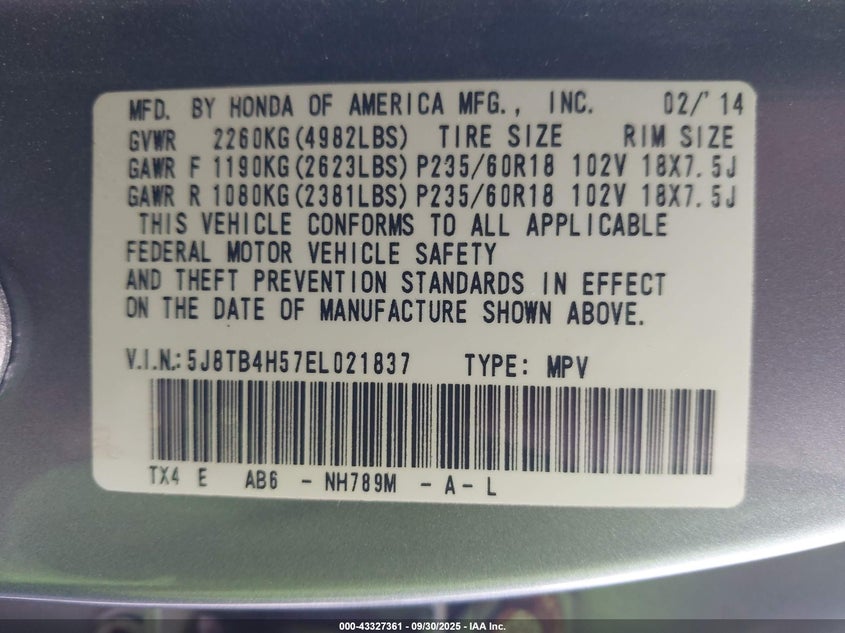 MFD. BY HONDA OF AMERICA MFG., INC. 02/'14
GVWR 2260KG(4982LBS) TIRE SIZE RIM SIZE
GAWR F 1190KG(2623LBS) P235/60R18 102V 18X7.5J
GAWR R 1080KG(2381LBS) P235/60R18 102V 18X7.5J
THIS VEHICLE CONFORMS TO ALL APPLICABLE
FEDERAL MOTOR VEHICLE SAFETY
AND THEFT PREVENTION STANDARDS IN EFFECT
ON THE DATE OF MANUFACTURE SHOWN ABOVE.
V.I.N.: 5J8TB4H57EL021837 TYPE: MPV
TX4 E AB6 - NH789M - A - L
000-43327361 - 09/30/2025 - IAA Inc.